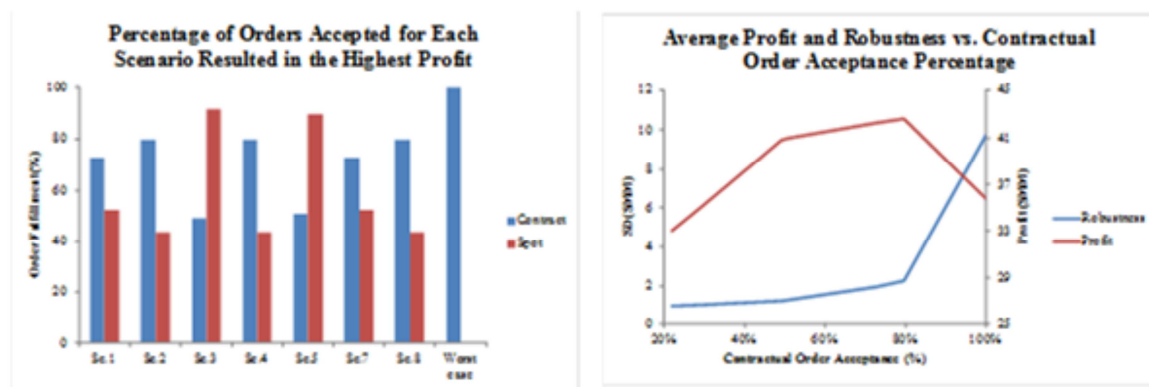 Percentage of Orders Accepted for Each
Scenario Resulted in the Highest Profit
Order Fulfillment(%)
100
80
60
40
20
0
Sc.1
Sc.2
Sc.3
Sc.4
Sc.5
Sc.7
Sc.8
Worst
case
Contract
Spot
Average Profit and Robustness vs. Contractual
Order Acceptance Percentage
12
10
8
6
4
2
0
45
41
37
33
29
25
20%
40%
60%
80%
100%
Contractual Order Acceptance (%)
Robustness
Profit